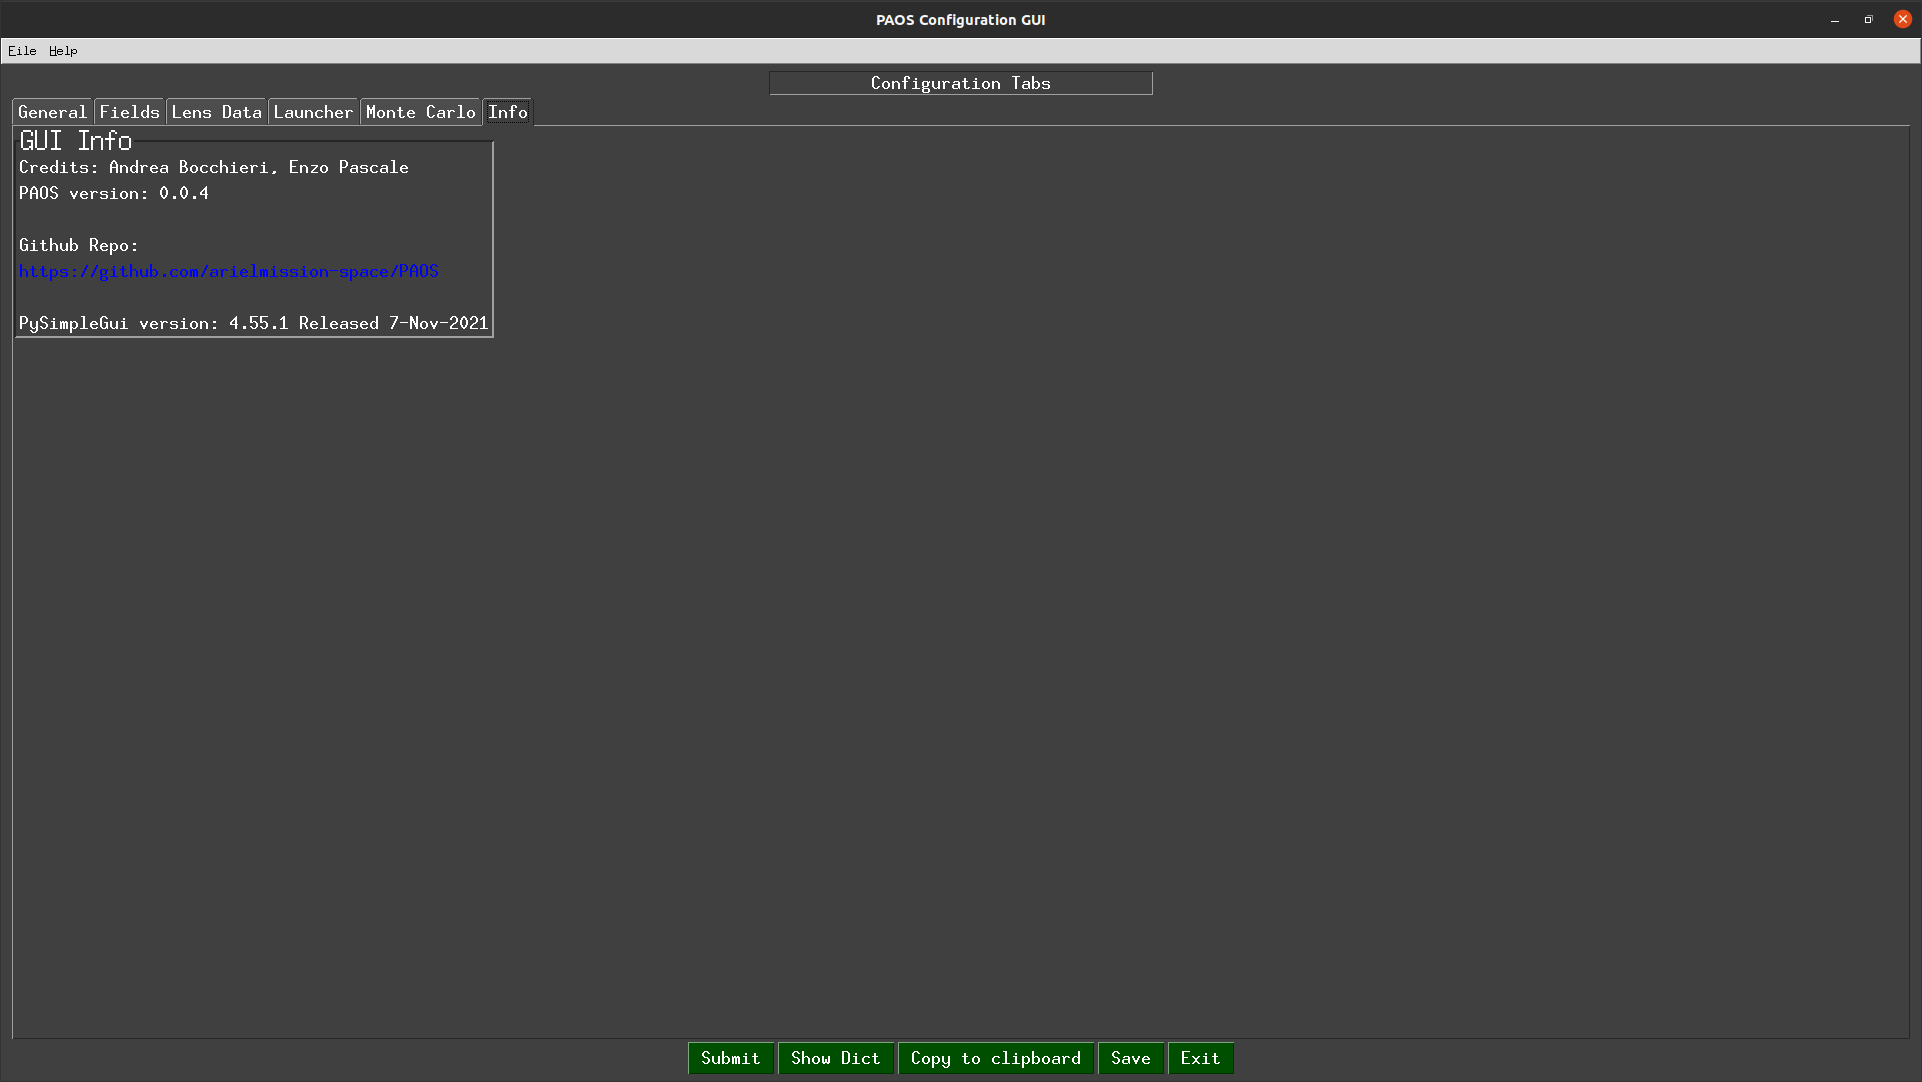 PAOS Configuration GUI
File Help
Configuration Tabs
General Fields Lens Data Launcher Monte Carlo Info
GUI Info
Credits: Andrea Bocchieri, Enzo Pascale
PAOS version: 0.0.4
Github Repo:
https://github.com/arielmission-space/PAOS
PySimpleGui version: 4.55.1 Released 7-Nov-2021
Submit Show Dict Copy to clipboard Save Exit